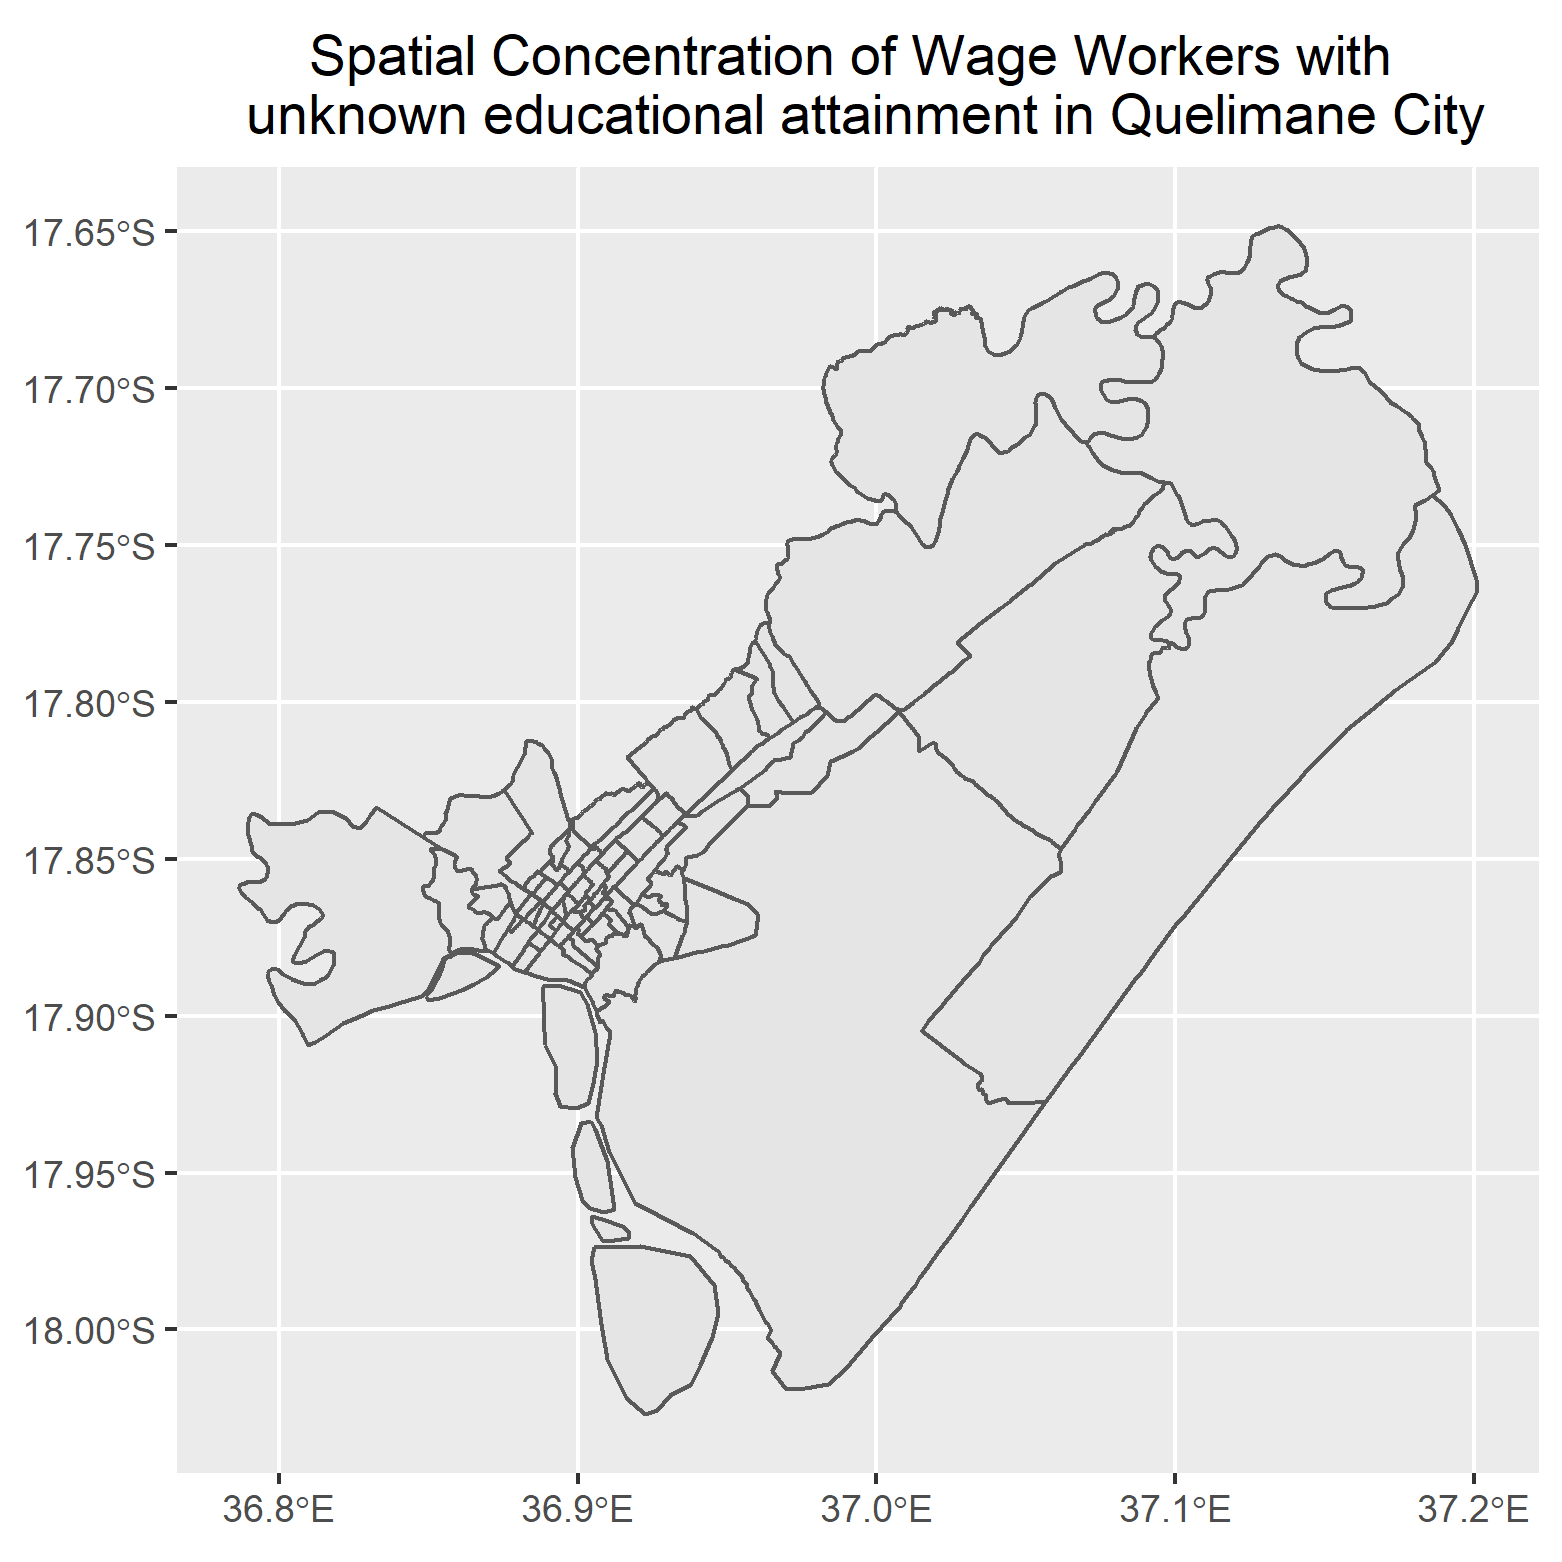 Spatial Concentration of Wage Workers with
unknown educational attainment in Quelimane City
17.65°S
17.70°S
17.75°S
17.80°S
17.85°S
17.90°S
17.95°S
18.00°S
36.8°E
36.9°E
37.0°E
37.1°E
37.2°E